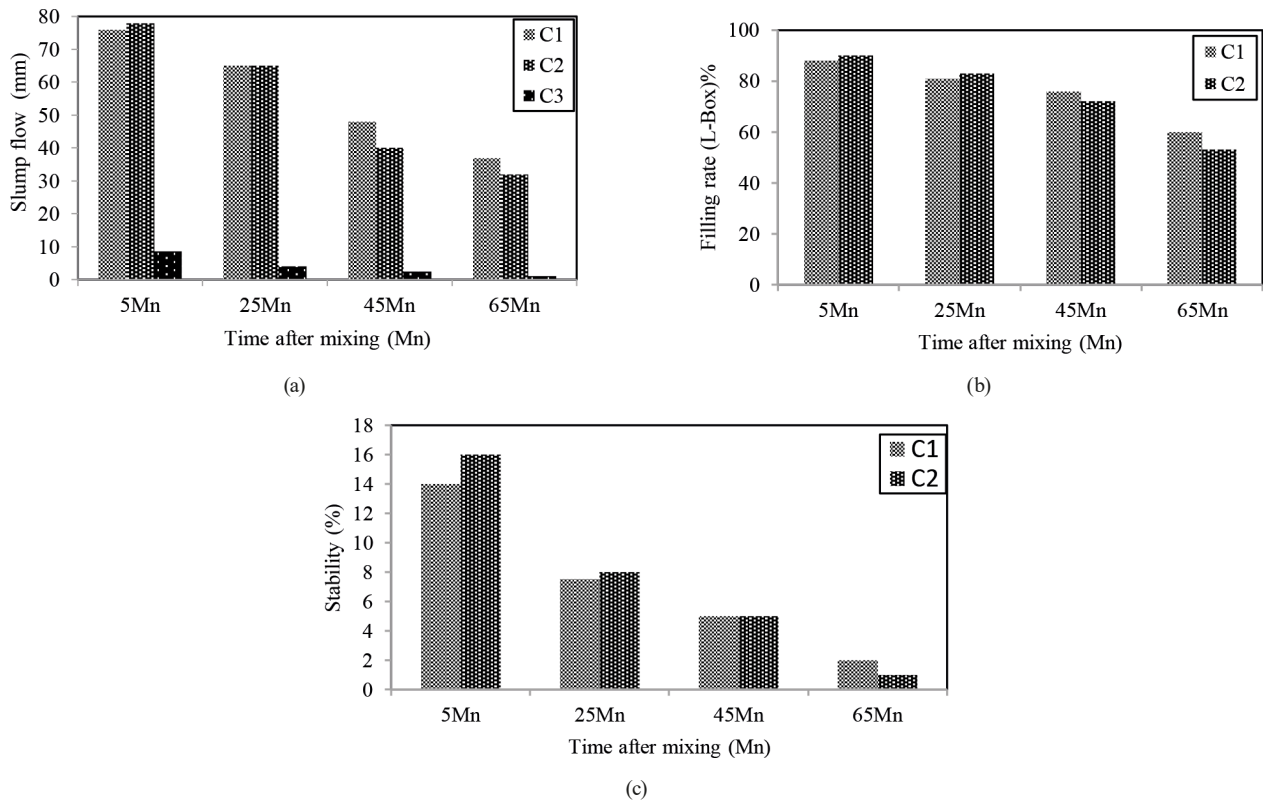 80
70
60
50
40
30
20
10
0
Slump flow (mm)
C1
C2
C3
5Mn 25Mn 45Mn 65Mn
Time after mixing (Mn)
(a)
100
80
60
40
20
0
Filling rate (L-Box)%
C1
C2
5Mn 25Mn 45Mn 65Mn
Time after mixing (Mn)
(b)
18
16
14
12
10
8
6
4
2
0
Stability (%)
C1
C2
5Mn 25Mn 45Mn 65Mn
Time after mixing (Mn)
(c)